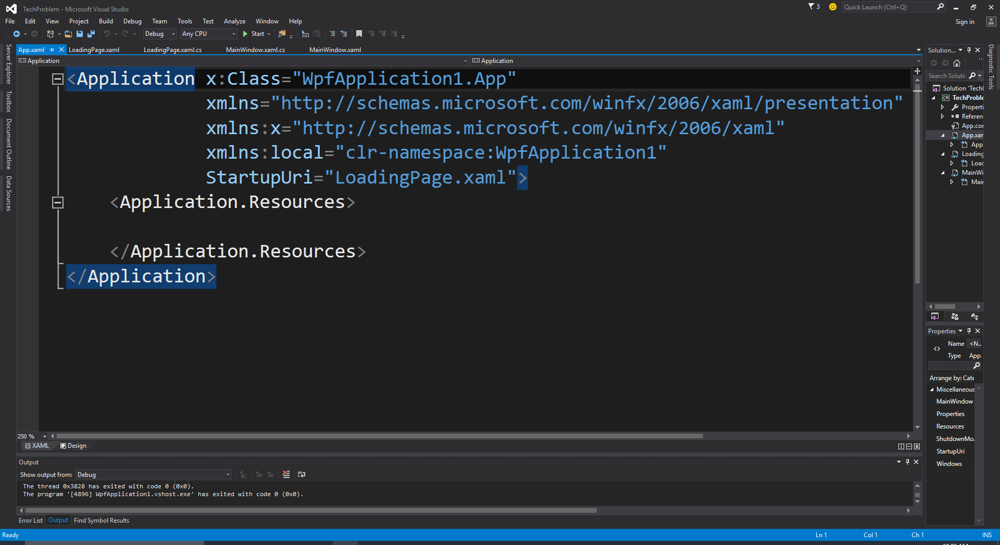 TechProblem - Microsoft Visual Studio
3
Quick Launch (Ctrl+Q)
File Edit View Project Build Debug Team Tools Test Analyze Window Help
Sign in
Debug Any CPU Start
App.xaml LoadingPage.xaml LoadingPage.xaml.cs MainWindow.xaml.cs MainWindow.xaml
Application Application
Server Explorer
Toolbox
Document Outline
Data Sources
<Application x:Class="WpfApplication1.App"
xmlns="http://schemas.microsoft.com/winfx/2006/xaml/presentation"
xmlns:x="http://schemas.microsoft.com/winfx/2006/xaml"
xmlns:local="clr-namespace:WpfApplication1"
StartupUri="LoadingPage.xaml">
<Application.Resources>
</Application.Resources>
</Application>
250 %
XAML Design
Output
Show output from: Debug
The thread 0x3828 has exited with code 0 (0x0).
The program '[4896] WpfApplication1.vshost.exe' has exited with code 0 (0x0).
Error List Output Find Symbol Results
Solution...
Search Soluti
Solution 'Tecl
TechProble
Properti
Referen
App.cor
App.xan
App
Loading
Load
MainWi
Main
Properties
Name <N..
Type App.
Arrange by: Cate
Miscellaneous
MainWindow
Properties
Resources
ShutdownMo.
StartupUri
Windows
Diagnostic Tools
Ready
Ln 1 Col 1 Ch 1 INS